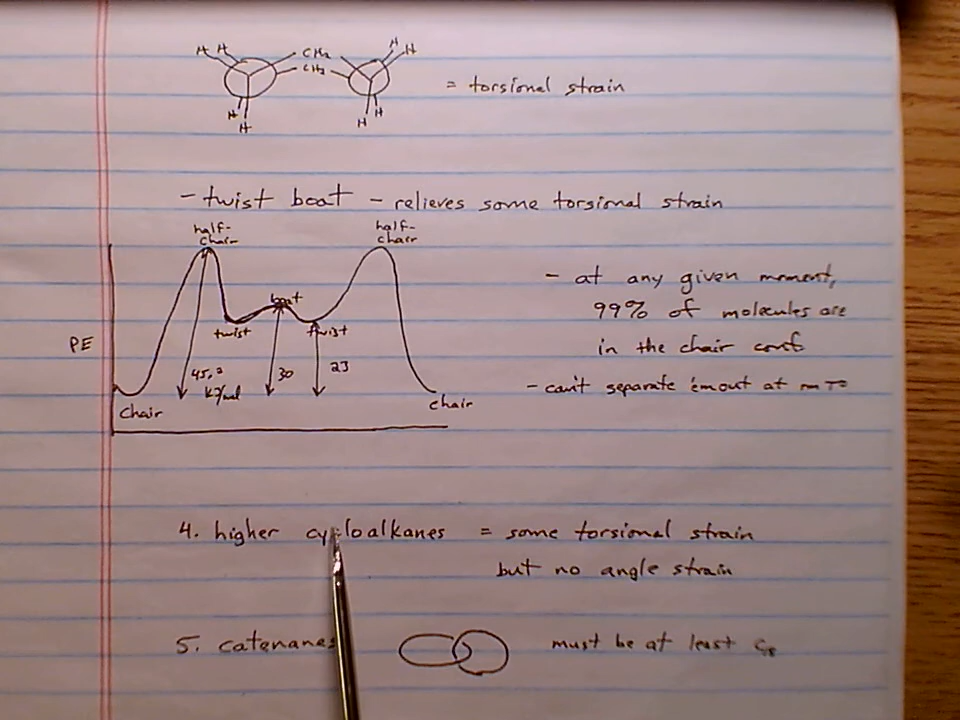 H H CH2 H H
CH2
H H H H
= torsional strain
- twist boat - relieves some torsional strain
half-
chair
half-
chair
boat
twist
twist
PE
45.2
KJ/mol
30
23
Chair
chair
- at any given moment,
99% of molecules are
in the chair conf.
- can't separate 'em out at rm T°
4. higher cycloalkanes = some torsional strain
but no angle strain
5. catenanes must be at least